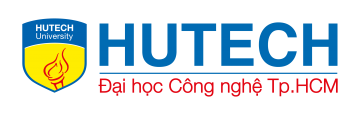 HUTECH
University
HUTECH
Đại học Công nghệ Tp.HCM